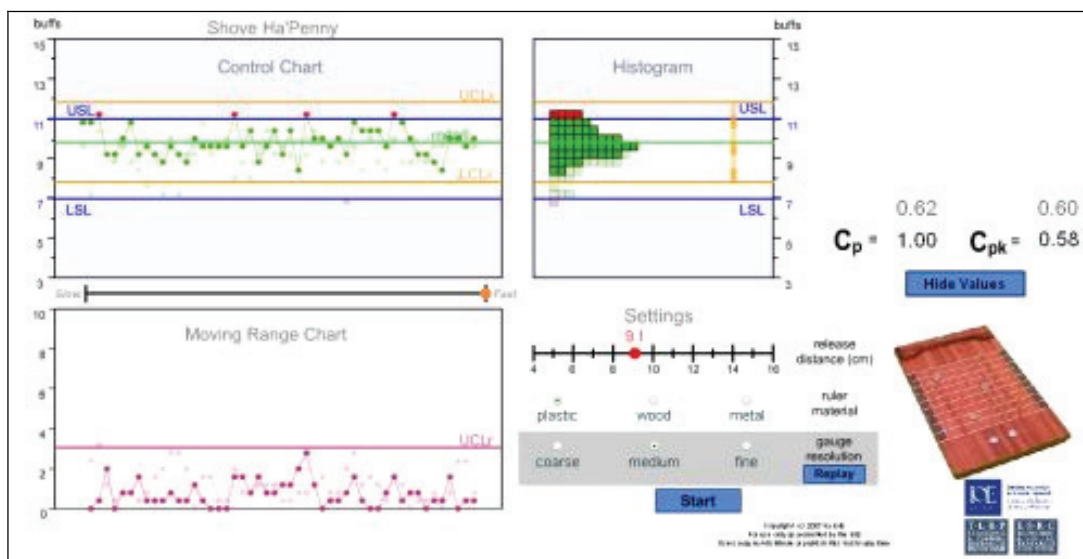 buffs
Shove Ha'Penny
buffs
15
13
11
9
7
5
3
Control Chart
UCLx
USL
LCLx
LSL
15
13
11
9
7
5
3
Histogram
USL
LSL
0.62 0.60
Cp = 1.00 Cpk = 0.58
Hide Values
Slow Fast
10
8
6
4
2
0
Moving Range Chart
UCLr
Settings
9.1
4 6 8 10 12 14 16
release
distance (cm)
plastic wood metal
ruler
material
coarse medium fine
gauge
resolution
Replay
Start
IOE
TLRP